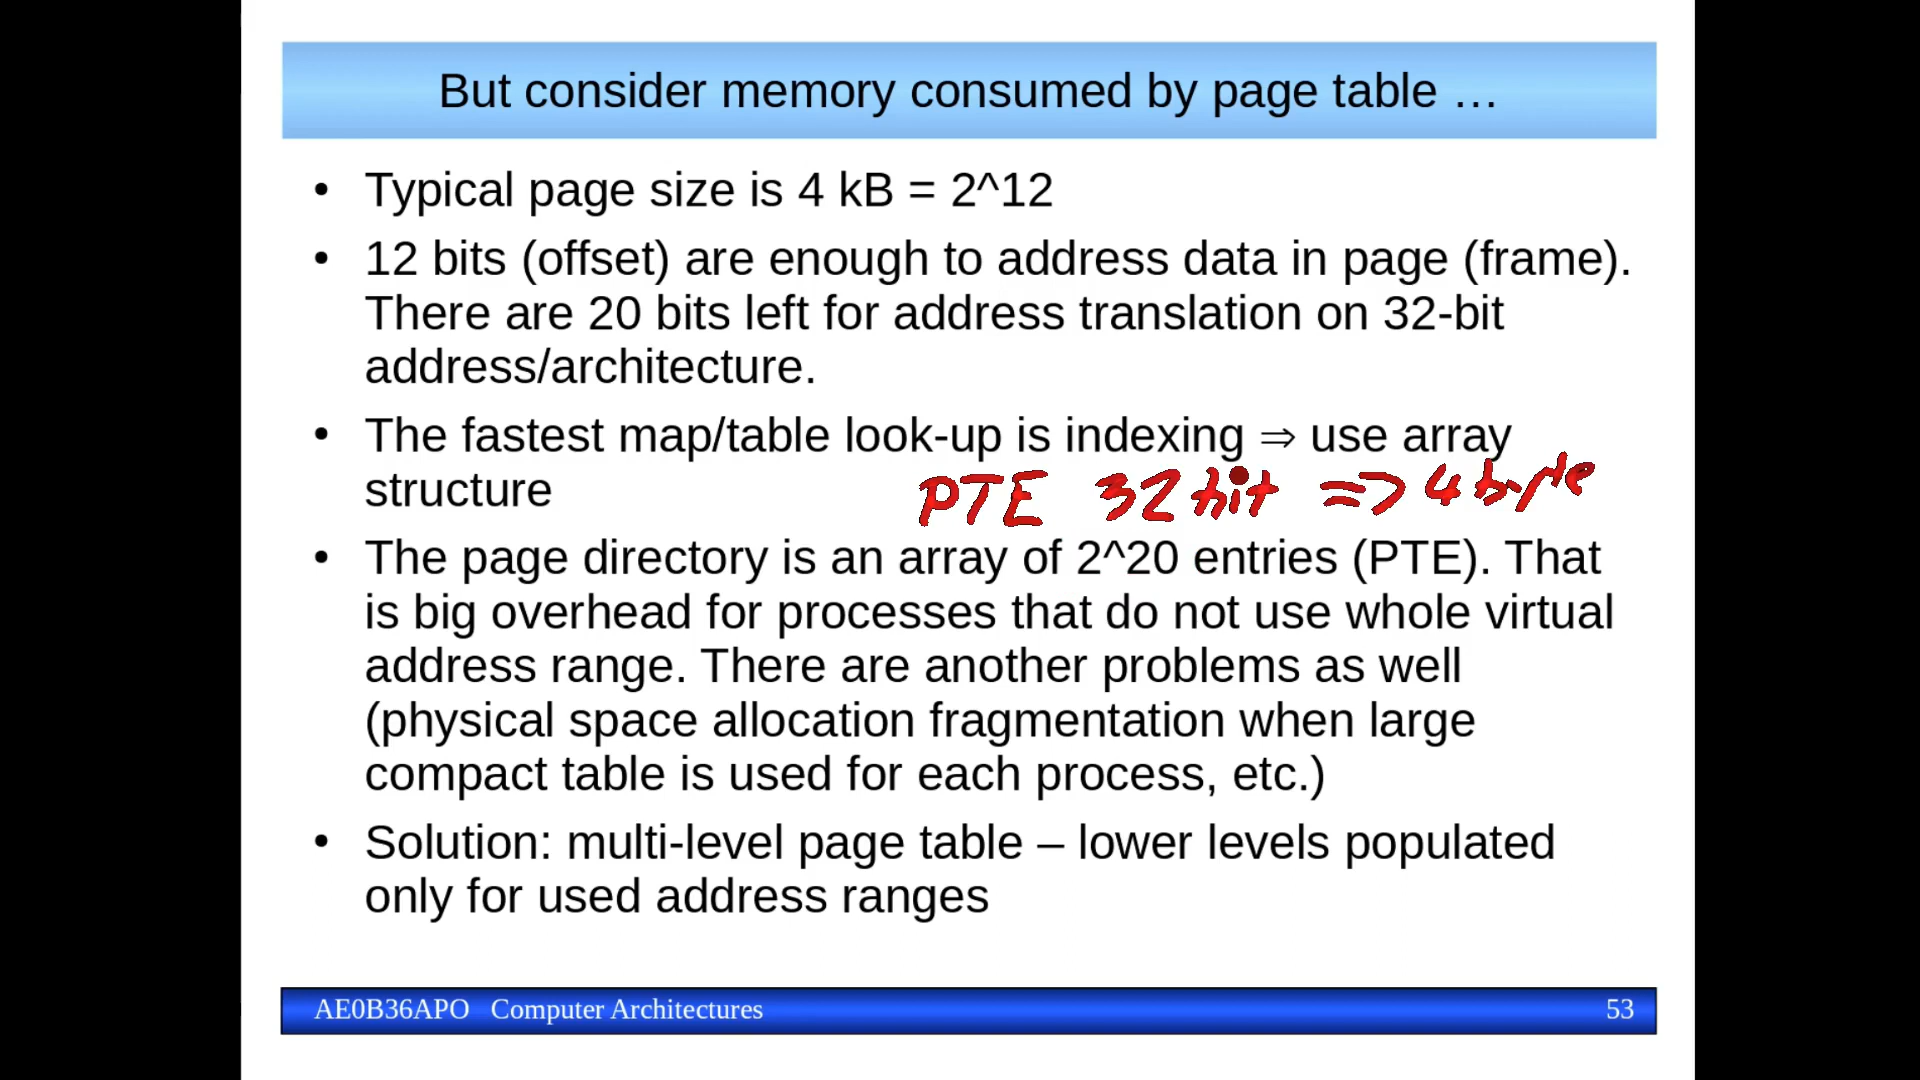 But consider memory consumed by page table …
• Typical page size is 4 kB = 2^12
• 12 bits (offset) are enough to address data in page (frame).
There are 20 bits left for address translation on 32-bit
address/architecture.
• The fastest map/table look-up is indexing ⇒ use array
structure
PTE 32 bit => 4 byte
• The page directory is an array of 2^20 entries (PTE). That
is big overhead for processes that do not use whole virtual
address range. There are another problems as well
(physical space allocation fragmentation when large
compact table is used for each process, etc.)
• Solution: multi-level page table – lower levels populated
only for used address ranges
AE0B36APO Computer Architectures 53